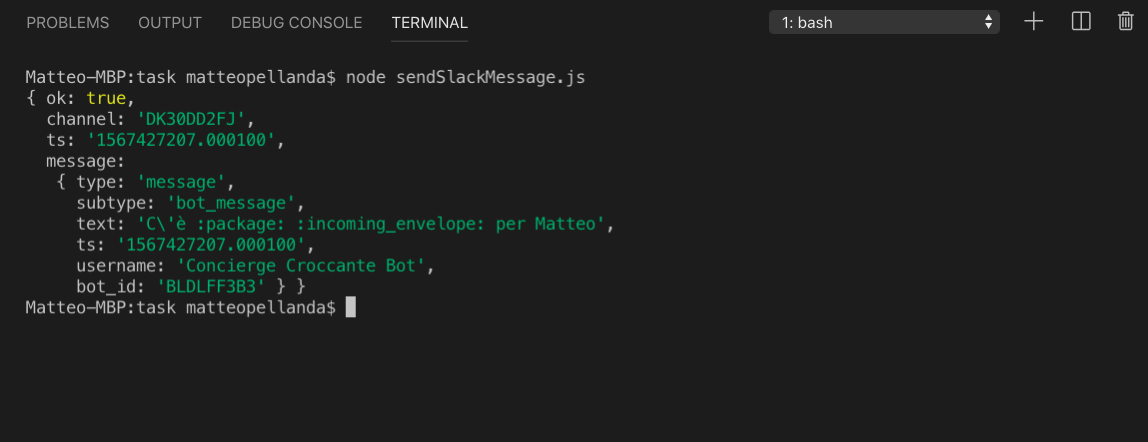 PROBLEMS OUTPUT DEBUG CONSOLE TERMINAL 1: bash
Matteo-MBP:task matteopellanda$ node sendSlackMessage.js
{ ok: true,
  channel: 'DK30DD2FJ',
  ts: '1567427207.000100',
  message:
   { type: 'message',
     subtype: 'bot_message',
     text: 'C\'è :package: :incoming_envelope: per Matteo',
     ts: '1567427207.000100',
     username: 'Concierge Croccante Bot',
     bot_id: 'BLDLFF3B3' } }
Matteo-MBP:task matteopellanda$